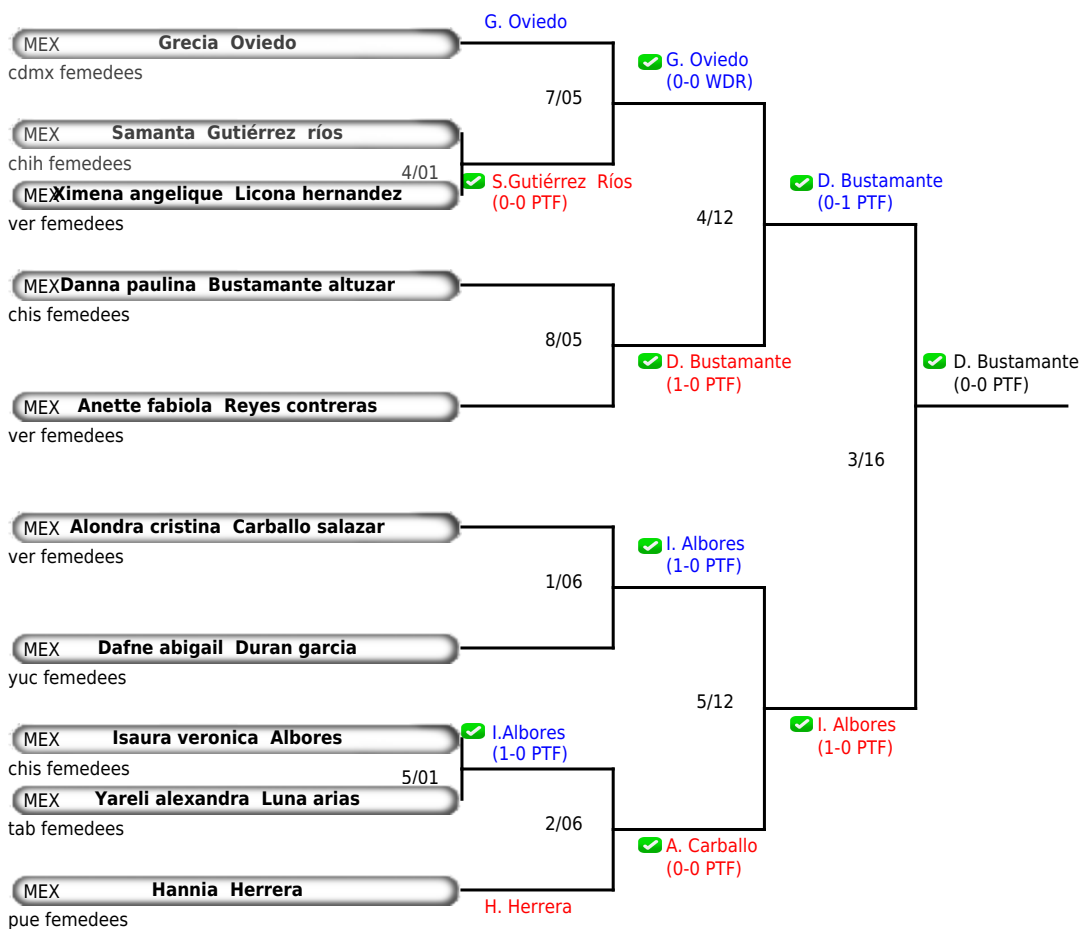 G. Oviedo
MEX Grecia Oviedo
cdmx femedees
G. Oviedo
(0-0 WDR)
7/05
MEX Samanta Gutiérrez ríos
chih femedees
4/01
S.Gutiérrez Ríos
(0-0 PTF)
MEX Ximena angelique Licona hernandez
ver femedees
D. Bustamante
(0-1 PTF)
4/12
MEX Danna paulina Bustamante altuzar
chis femedees
8/05
D. Bustamante
(1-0 PTF)
D. Bustamante
(0-0 PTF)
MEX Anette fabiola Reyes contreras
ver femedees
3/16
MEX Alondra cristina Carballo salazar
ver femedees
I. Albores
(1-0 PTF)
1/06
MEX Dafne abigail Duran garcia
yuc femedees
5/12
I. Albores
(1-0 PTF)
MEX Isaura veronica Albores
chis femedees
I.Albores
(1-0 PTF)
5/01
MEX Yareli alexandra Luna arias
tab femedees
2/06
A. Carballo
(0-0 PTF)
MEX Hannia Herrera
pue femedees
H. Herrera